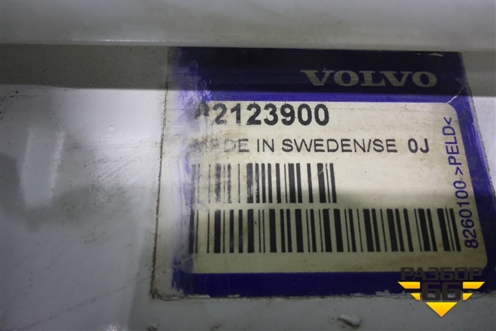 VOLVO
82123900
MADE IN SWEDEN/SE 0J
8260100->PELD<
РАЗБОР
66